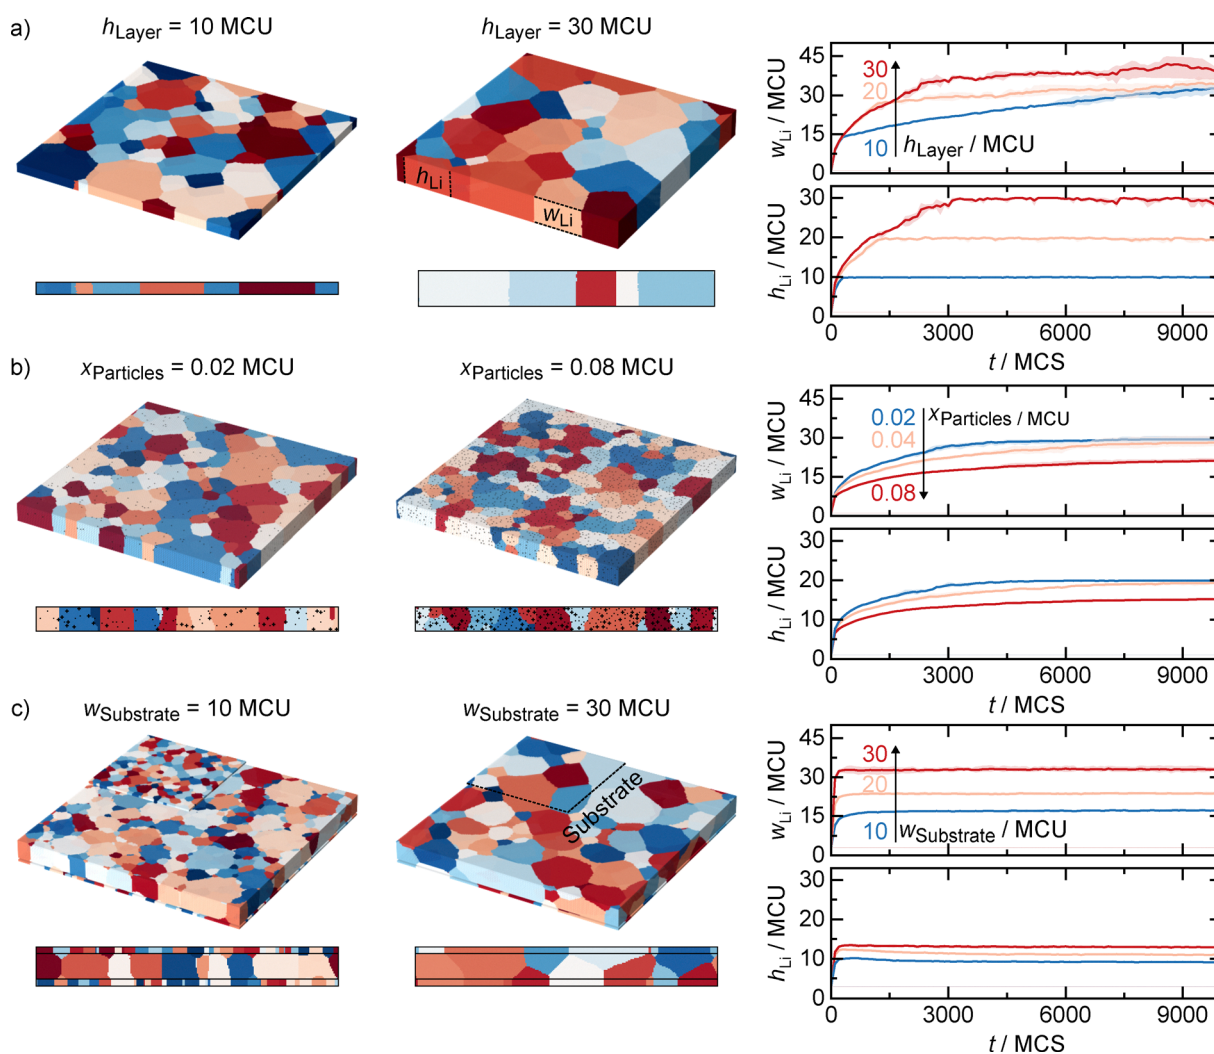 a)
h_Layer = 10 MCU
h_Layer = 30 MCU
h_Li
w_Li
w_Li / MCU
45
30
15
0
30
20
10
h_Layer / MCU
h_Li / MCU
30
20
10
0
0
3000
6000
9000
t / MCS
b)
x_Particles = 0.02 MCU
x_Particles = 0.08 MCU
w_Li / MCU
45
30
15
0
0.02
0.04
0.08
x_Particles / MCU
h_Li / MCU
30
20
10
0
0
3000
6000
9000
t / MCS
c)
w_Substrate = 10 MCU
w_Substrate = 30 MCU
Substrate
w_Li / MCU
45
30
15
0
30
20
10
w_Substrate / MCU
h_Li / MCU
30
20
10
0
0
3000
6000
9000
t / MCS